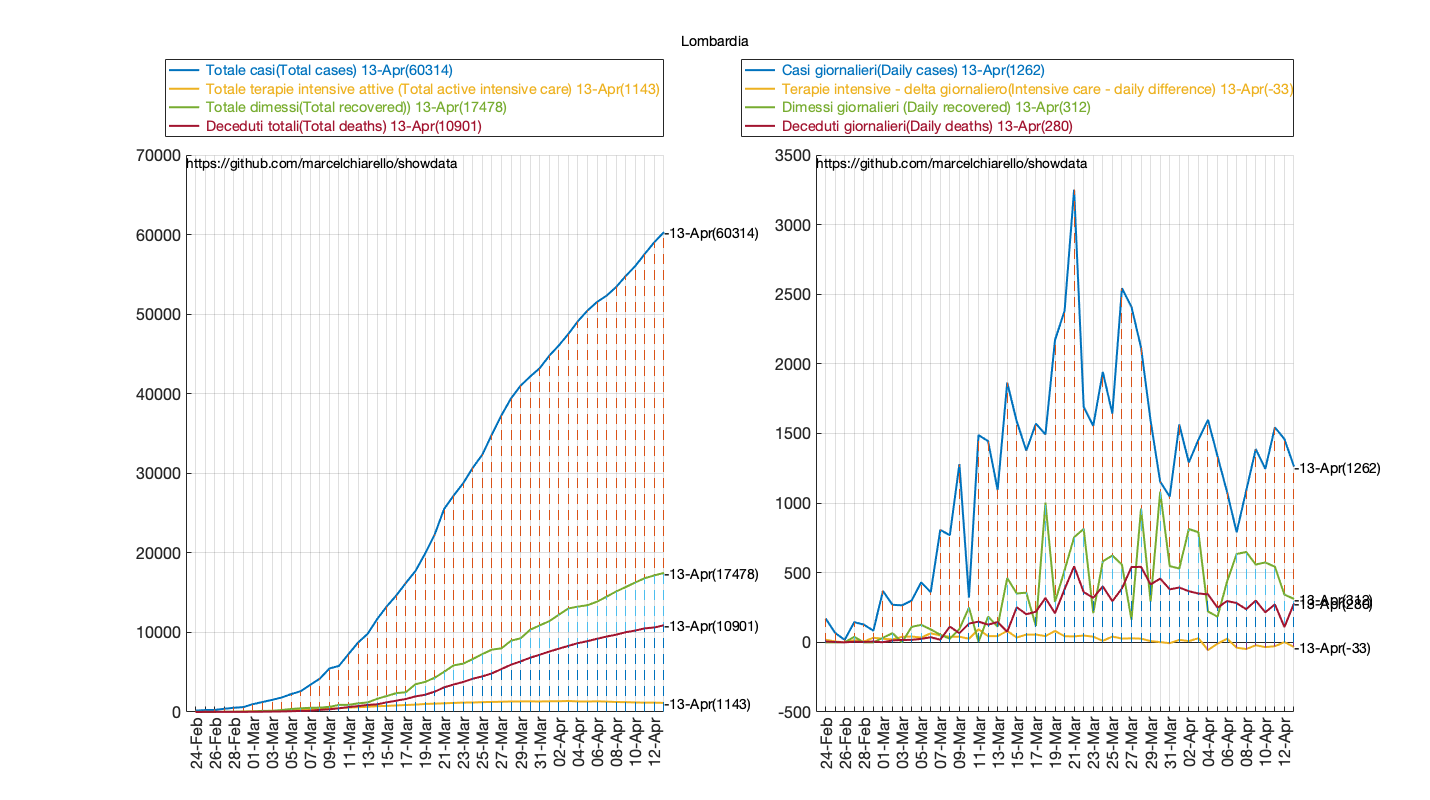 Lombardia
Totale casi(Total cases) 13-Apr(60314)
Totale terapie intensive attive (Total active intensive care) 13-Apr(1143)
Totale dimessi(Total recovered)) 13-Apr(17478)
Deceduti totali(Total deaths) 13-Apr(10901)
https://github.com/marcelchiarello/showdata
70000
60000
50000
40000
30000
20000
10000
0
13-Apr(60314)
13-Apr(17478)
13-Apr(10901)
13-Apr(1143)
24-Feb
26-Feb
28-Feb
01-Mar
03-Mar
05-Mar
07-Mar
09-Mar
11-Mar
13-Mar
15-Mar
17-Mar
19-Mar
21-Mar
23-Mar
25-Mar
27-Mar
29-Mar
31-Mar
02-Apr
04-Apr
06-Apr
08-Apr
10-Apr
12-Apr
Casi giornalieri(Daily cases) 13-Apr(1262)
Terapie intensive - delta giornaliero(Intensive care - daily difference) 13-Apr(-33)
Dimessi giornalieri (Daily recovered) 13-Apr(312)
Deceduti giornalieri(Daily deaths) 13-Apr(280)
https://github.com/marcelchiarello/showdata
3500
3000
2500
2000
1500
1000
500
0
-500
13-Apr(1262)
13-Apr(312)
13-Apr(280)
13-Apr(-33)
24-Feb
26-Feb
28-Feb
01-Mar
03-Mar
05-Mar
07-Mar
09-Mar
11-Mar
13-Mar
15-Mar
17-Mar
19-Mar
21-Mar
23-Mar
25-Mar
27-Mar
29-Mar
31-Mar
02-Apr
04-Apr
06-Apr
08-Apr
10-Apr
12-Apr